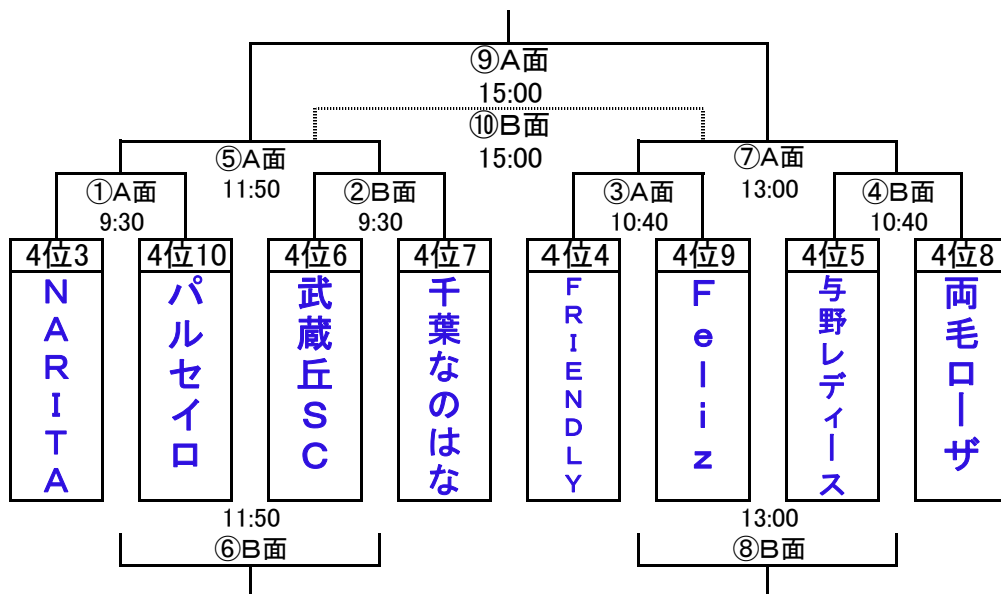 ⑨A面
15:00
⑩B面
15:00
⑤A面
11:50
⑦A面
13:00
①A面
9:30
②B面
9:30
③A面
10:40
④B面
10:40
4位3
4位10
4位6
4位7
4位4
4位9
4位5
4位8
NARITA
パルセイロ
武蔵丘SC
千葉なのはな
FRIENDLY
Feliz
与野レディース
両毛ローザ
11:50
⑥B面
13:00
⑧B面